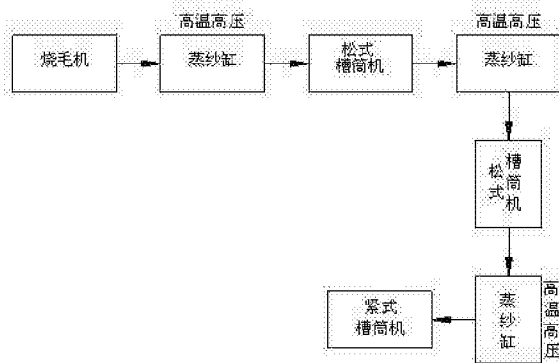 高温高压
高温高压
烧毛机
蒸纱缸
松式
槽筒机
蒸纱缸
松式
槽筒机
蒸纱缸
高温
高压
紧式
槽筒机